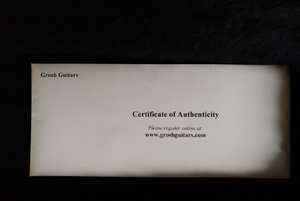 Grosh Guitars
Certificate of Authenticity
Please register online at:
www.groshguitars.com